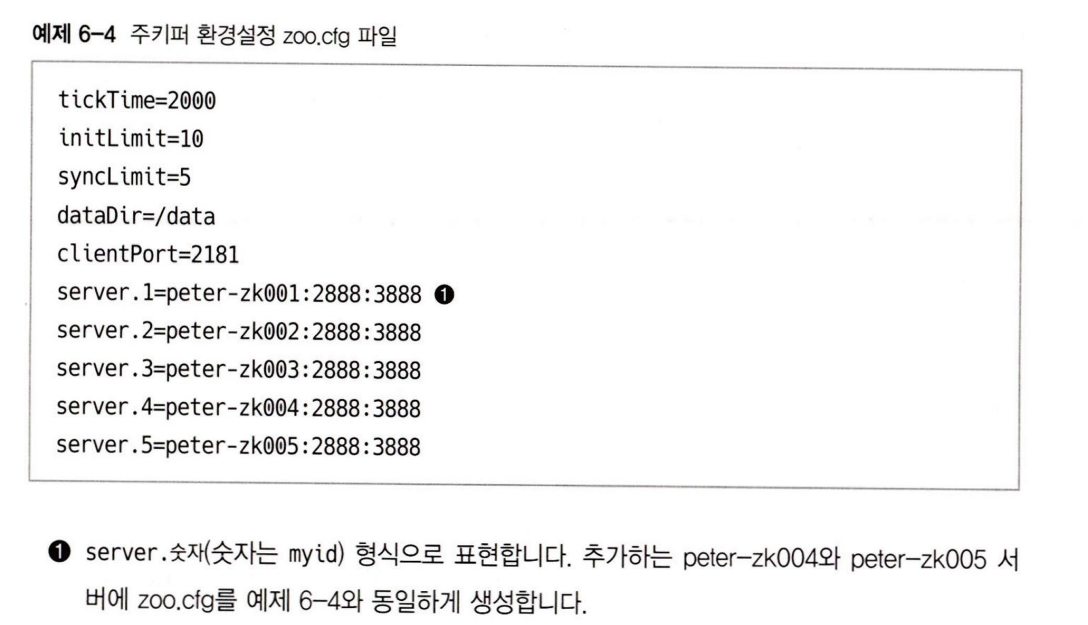 예제 6-4 주키퍼 환경설정 zoo.cfg 파일
tickTime=2000
initLimit=10
syncLimit=5
dataDir=/data
clientPort=2181
server.1=peter-zk001:2888:3888 ❶
server.2=peter-zk002:2888:3888
server.3=peter-zk003:2888:3888
server.4=peter-zk004:2888:3888
server.5=peter-zk005:2888:3888
❶ server.숫자(숫자는 myid) 형식으로 표현합니다. 추가하는 peter-zk004와 peter-zk005 서
버에 zoo.cfg를 예제 6-4와 동일하게 생성합니다.